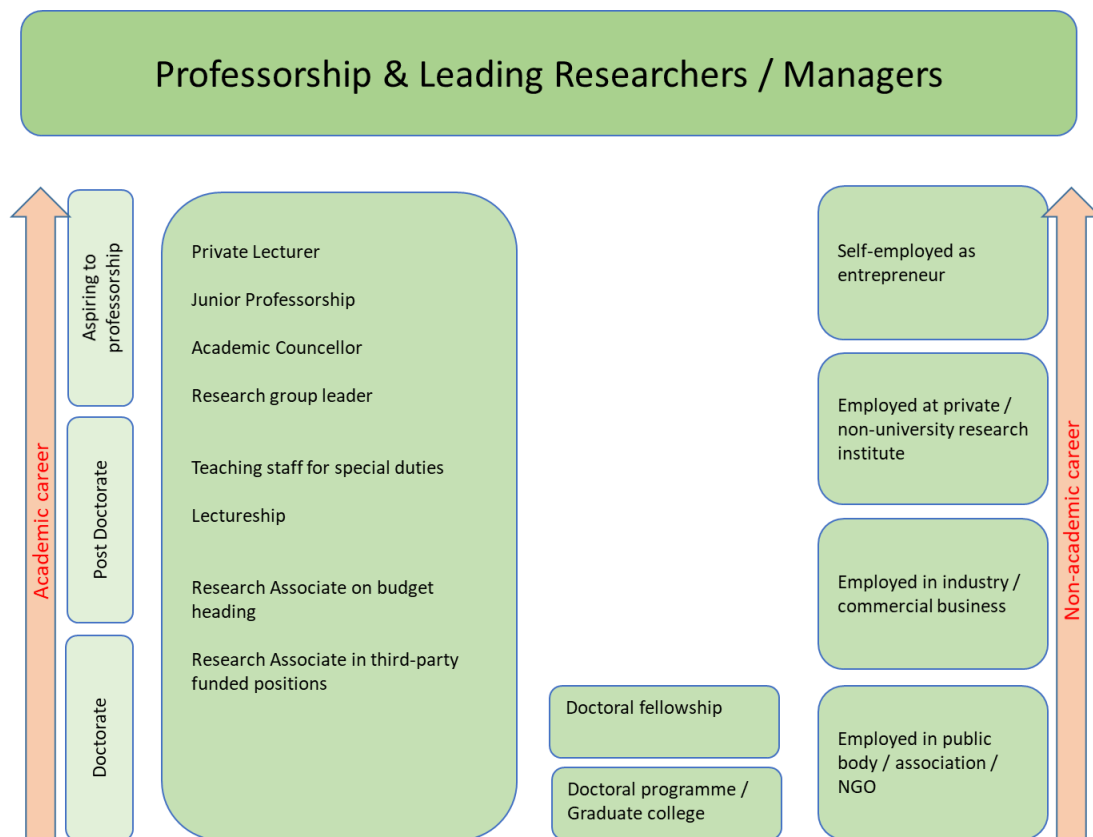 Professorship & Leading Researchers / Managers
Academic career
Aspiring to
professorship
Post Doctorate
Doctorate
Private Lecturer
Junior Professorship
Academic Councellor
Research group leader
Teaching staff for special duties
Lectureship
Research Associate on budget
heading
Research Associate in third-party
funded positions
Doctoral fellowship
Doctoral programme /
Graduate college
Self-employed as
entrepreneur
Employed at private /
non-university research
institute
Employed in industry /
commercial business
Employed in public
body / association /
NGO
Non-academic career